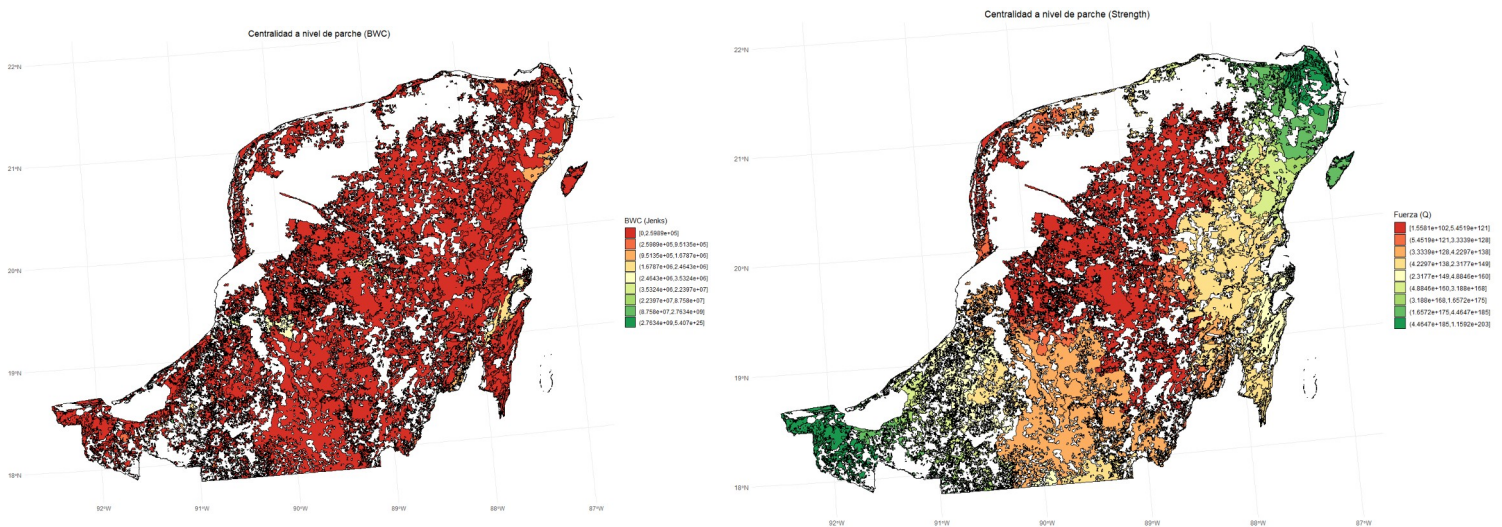 Centralidad a nivel de parche (BWC)
22°N
21°N
20°N
19°N
18°N
92°W
91°W
90°W
89°W
88°W
87°W
BWC (Jenks)
[0,2.5989e+05]
(2.5989e+05,9.5135e+05]
(9.5135e+05,1.6787e+06]
(1.6787e+06,2.4643e+06]
(2.4643e+06,3.5324e+06]
(3.5324e+06,2.2397e+07]
(2.2397e+07,8.758e+07]
(8.758e+07,2.7634e+09]
(2.7634e+09,5.407e+25]
Centralidad a nivel de parche (Strength)
22°N
21°N
20°N
19°N
18°N
92°W
91°W
90°W
89°W
88°W
87°W
Fuerza (Q)
[1.5581e+102,5.4519e+121]
(5.4519e+121,3.3339e+128]
(3.3339e+128,4.2297e+138]
(4.2297e+138,2.3177e+149]
(2.3177e+149,4.8846e+160]
(4.8846e+160,3.188e+168]
(3.188e+168,1.6572e+175]
(1.6572e+175,4.4647e+185]
(4.4647e+185,1.1592e+203]